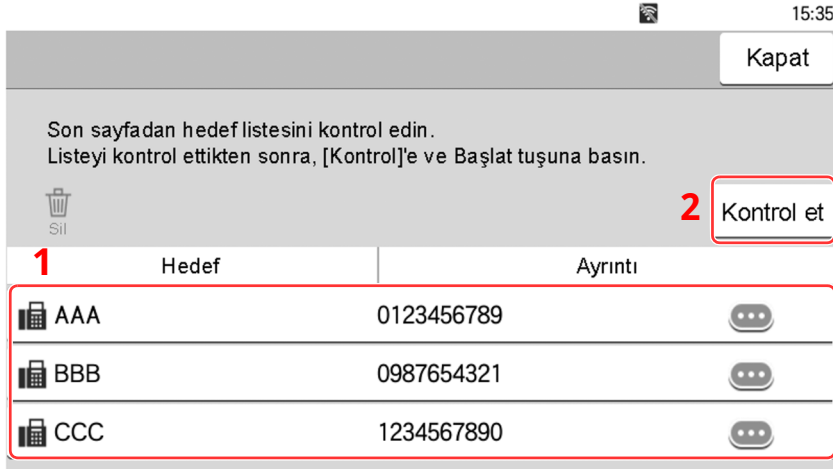 15:35
Kapat
Son sayfadan hedef listesini kontrol edin.
Listeyi kontrol ettikten sonra, [Kontrol]'e ve Başlat tuşuna basın.
Sil
2
Kontrol et
1
Hedef Ayrıntı
AAA 0123456789
BBB 0987654321
CCC 1234567890